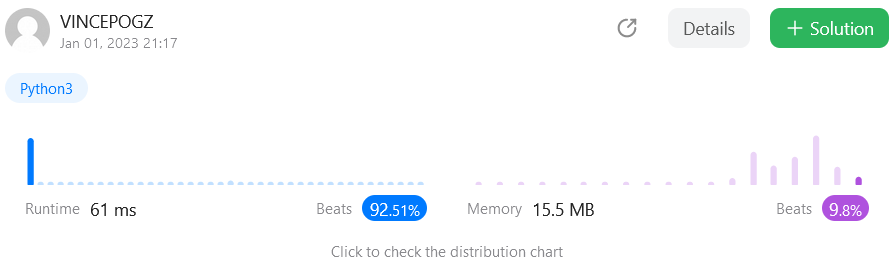 VINCEPOGZ
Jan 01, 2023 21:17
Details
+ Solution
Python3
Runtime 61 ms Beats 92.51%
Memory 15.5 MB Beats 9.8%
Click to check the distribution chart